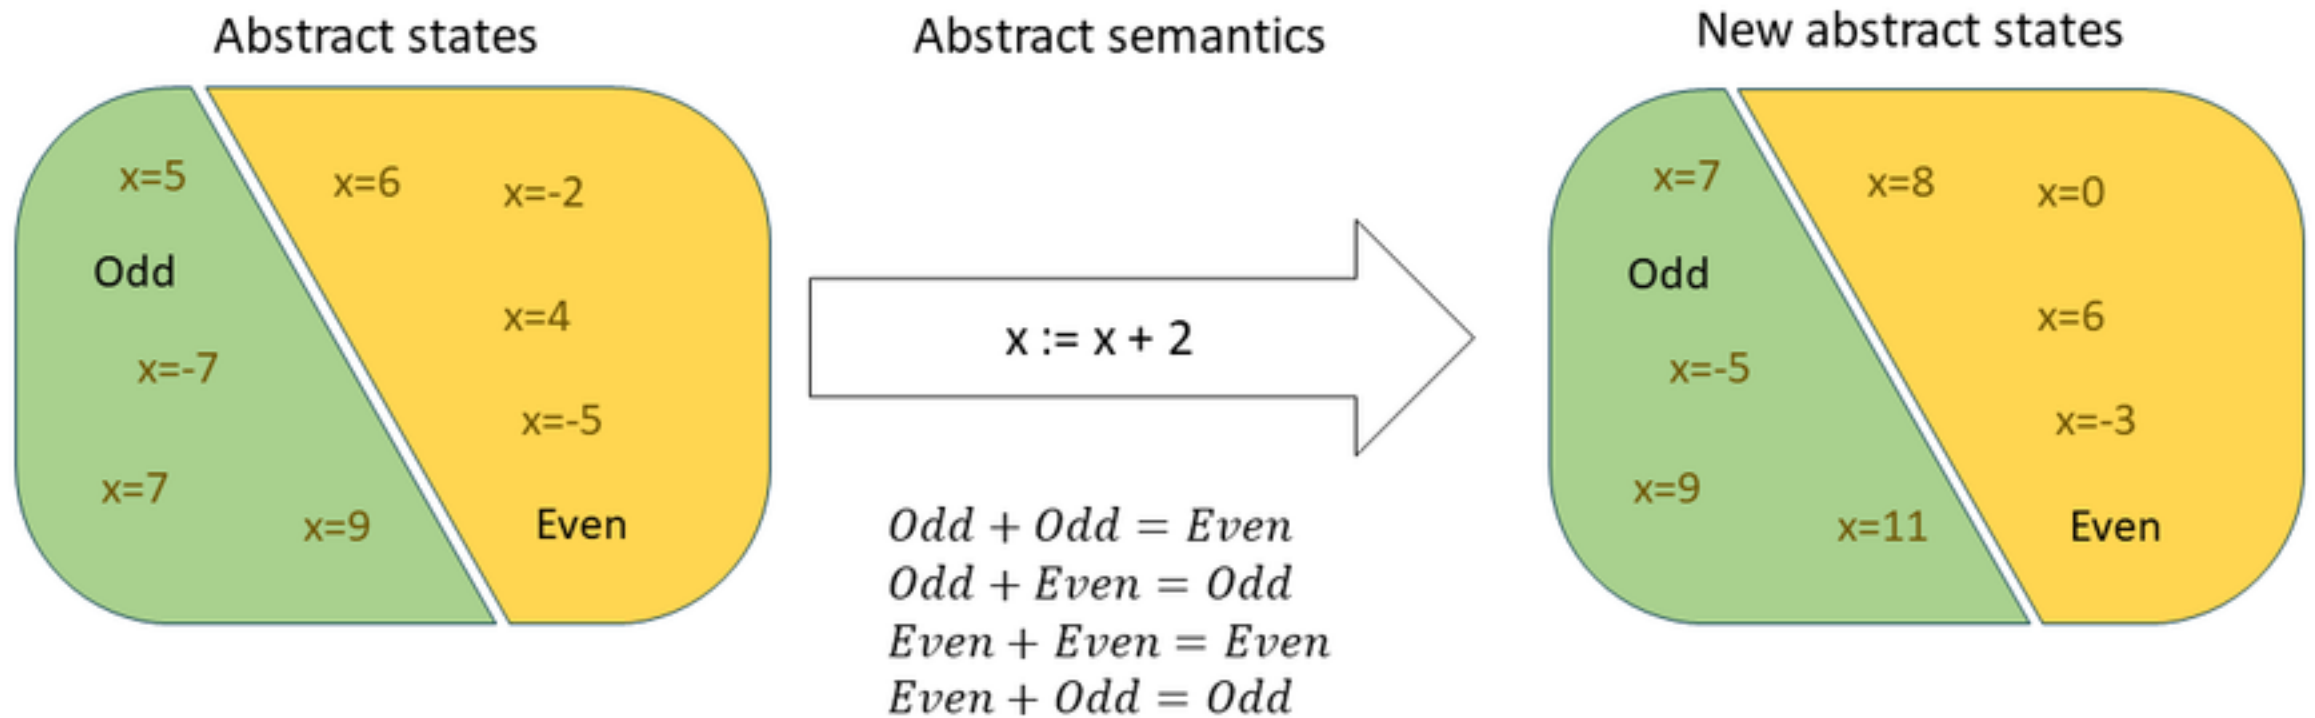 Abstract states
x=5
x=6
x=-2
Odd
x=4
x=-7
x=-5
x=7
x=9
Even
Abstract semantics
x := x + 2
Odd + Odd = Even
Odd + Even = Odd
Even + Even = Even
Even + Odd = Odd
New abstract states
x=7
x=8
x=0
Odd
x=6
x=-5
x=-3
x=9
x=11
Even